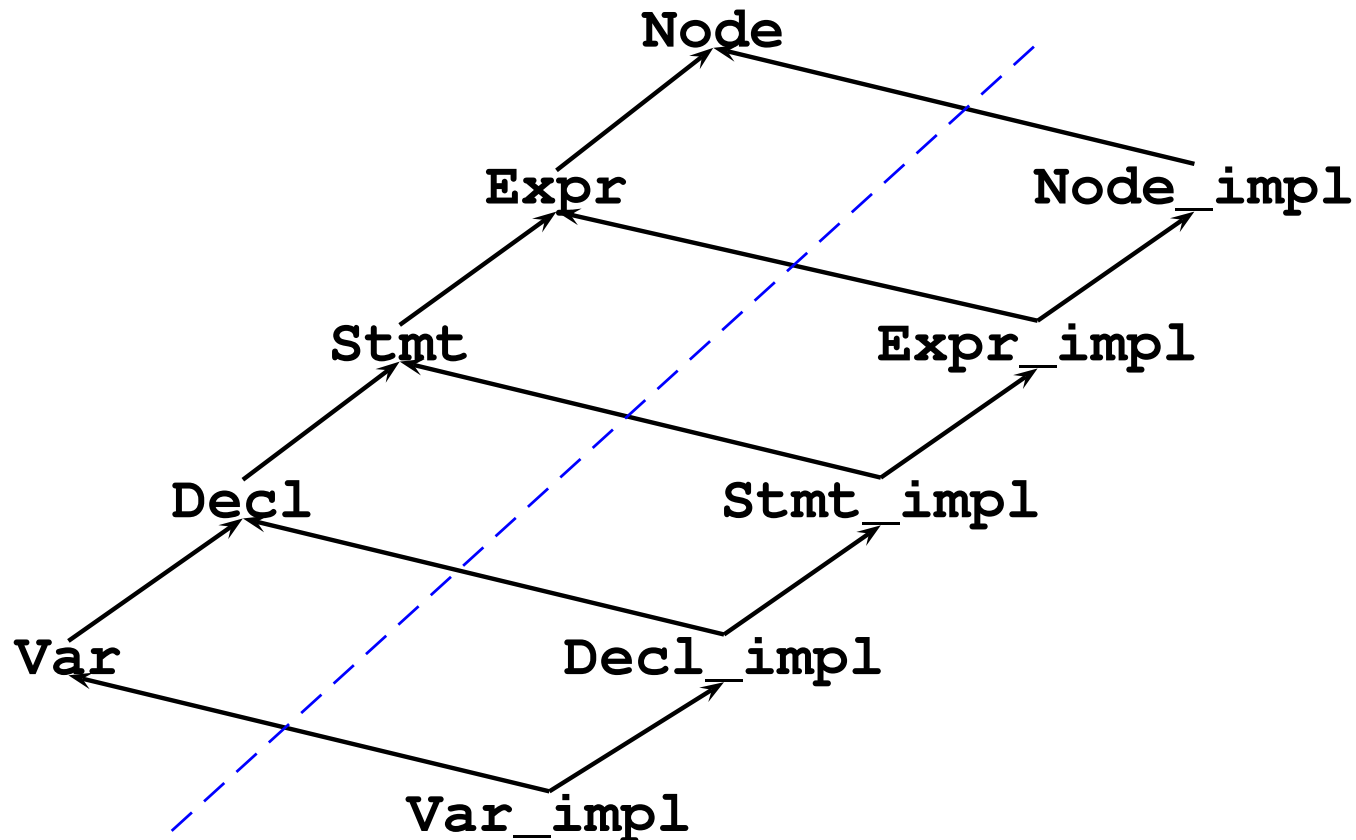 Node
Expr
Node_impl
Stmt
Expr_impl
Decl
Stmt_impl
Var
Decl_impl
Var_impl